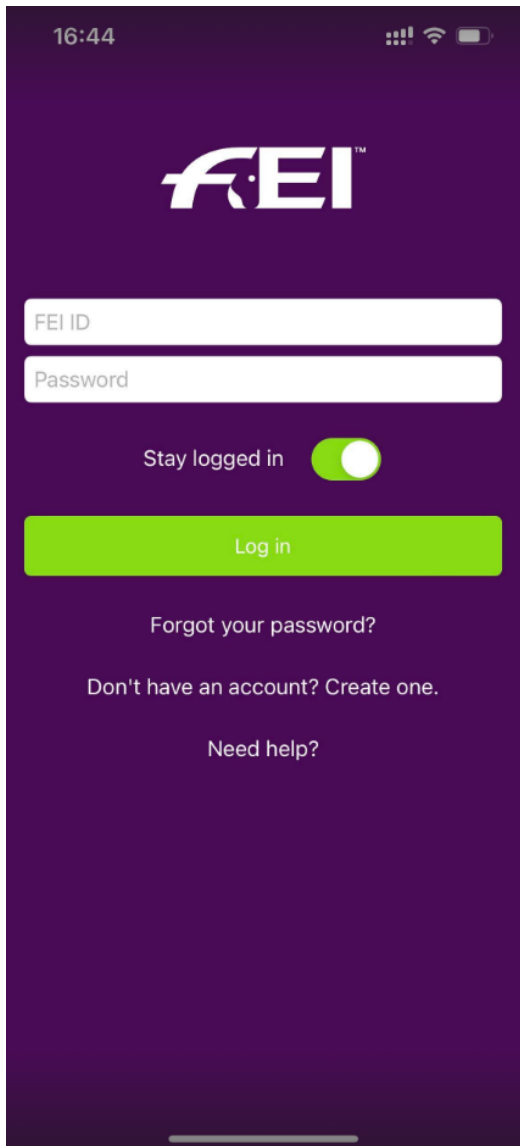 16:44
FEI™
FEI ID
Password
Stay logged in
Log in
Forgot your password?
Don't have an account? Create one.
Need help?